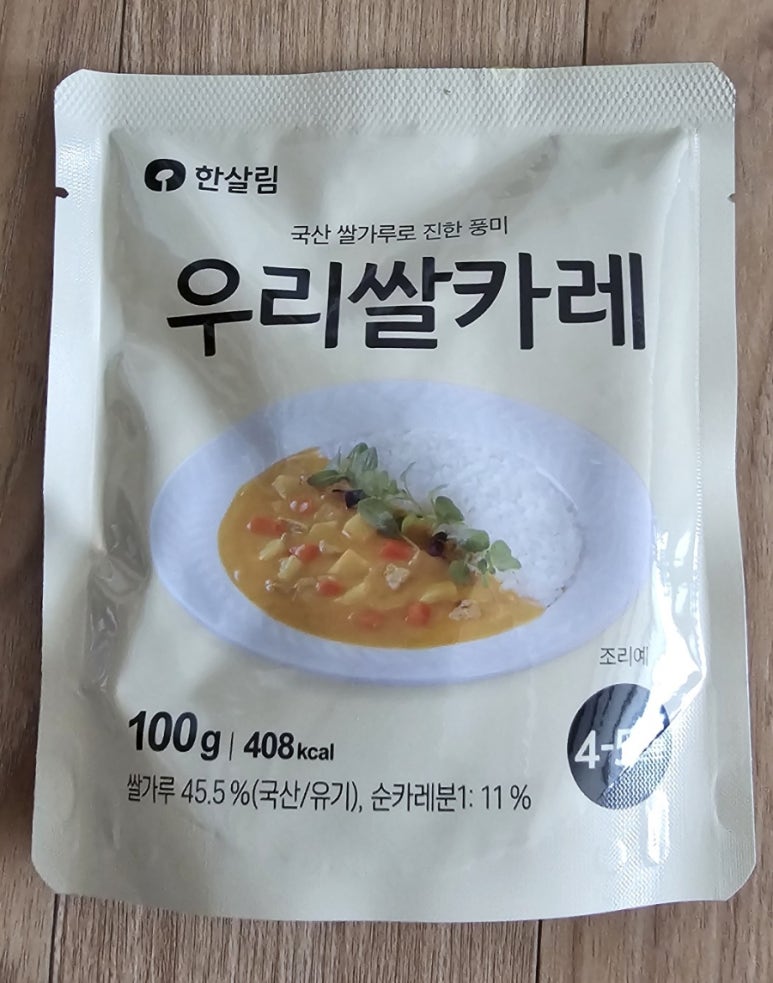 한살림
국산 쌀가루로 진한 풍미
우리쌀카레
조리예
100g | 408kcal
4-5
쌀가루 45.5%(국산/유기), 순카레분1: 11%